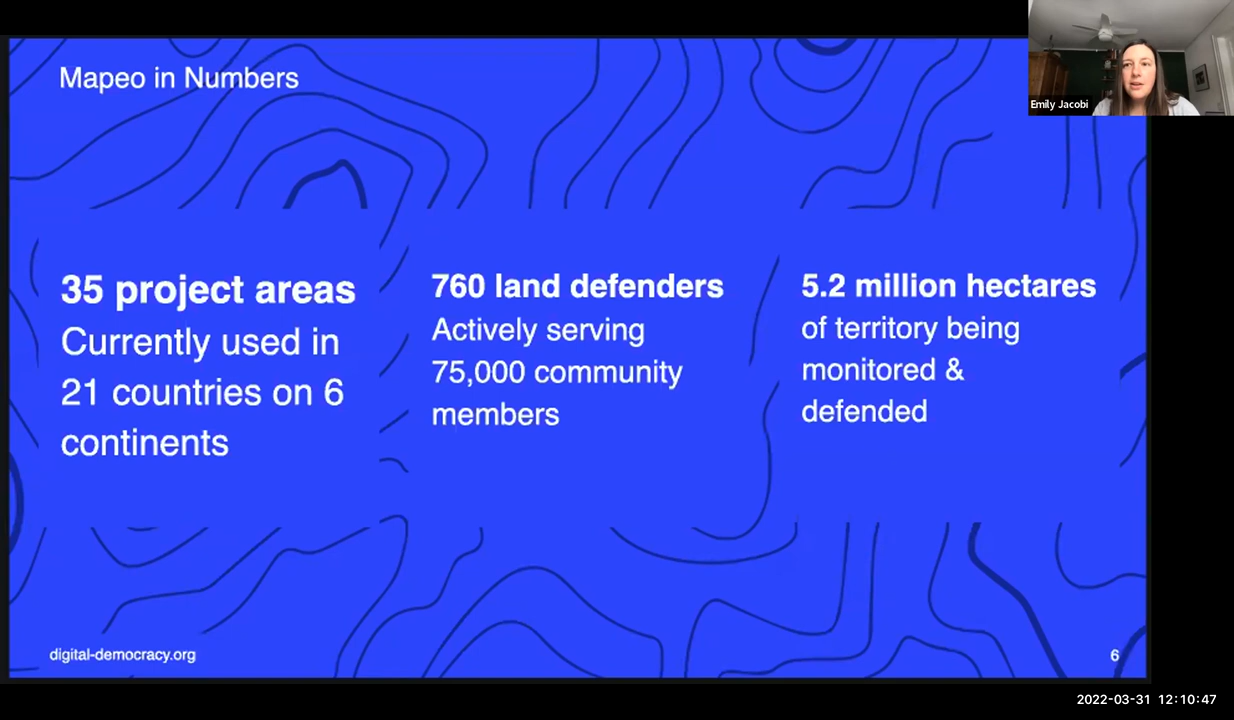 Mapeo in Numbers
Emily Jacobi
35 project areas
Currently used in
21 countries on 6
continents
760 land defenders
Actively serving
75,000 community
members
5.2 million hectares
of territory being
monitored &
defended
digital-democracy.org
6
2022-03-31 12:10:47